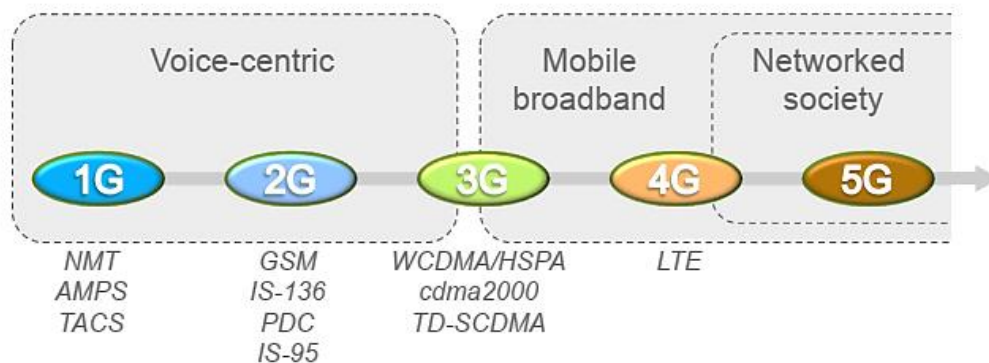 Voice-centric
Mobile
broadband
Networked
society
1G
2G
3G
4G
5G
NMT
AMPS
TACS
GSM
IS-136
PDC
IS-95
WCDMA/HSPA
cdma2000
TD-SCDMA
LTE